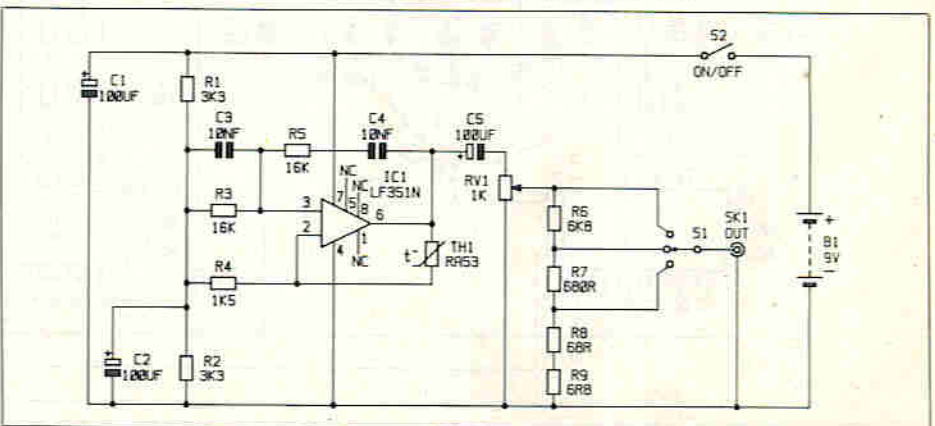 S2
ON/OFF
C1
100UF
R1
3K3
C3
10NF
R5
16K
C4
10NF
C5
100UF
IC1
LF351N
NC
NC
7
5
8
RV1
1K
R3
16K
3
2
6
4
1
NC
R6
6K8
S1
SK1
OUT
+
B1
9V
−
t-
TH1
RA53
R4
1K5
R7
680R
C2
100UF
R2
3K3
R8
68R
R9
6R8